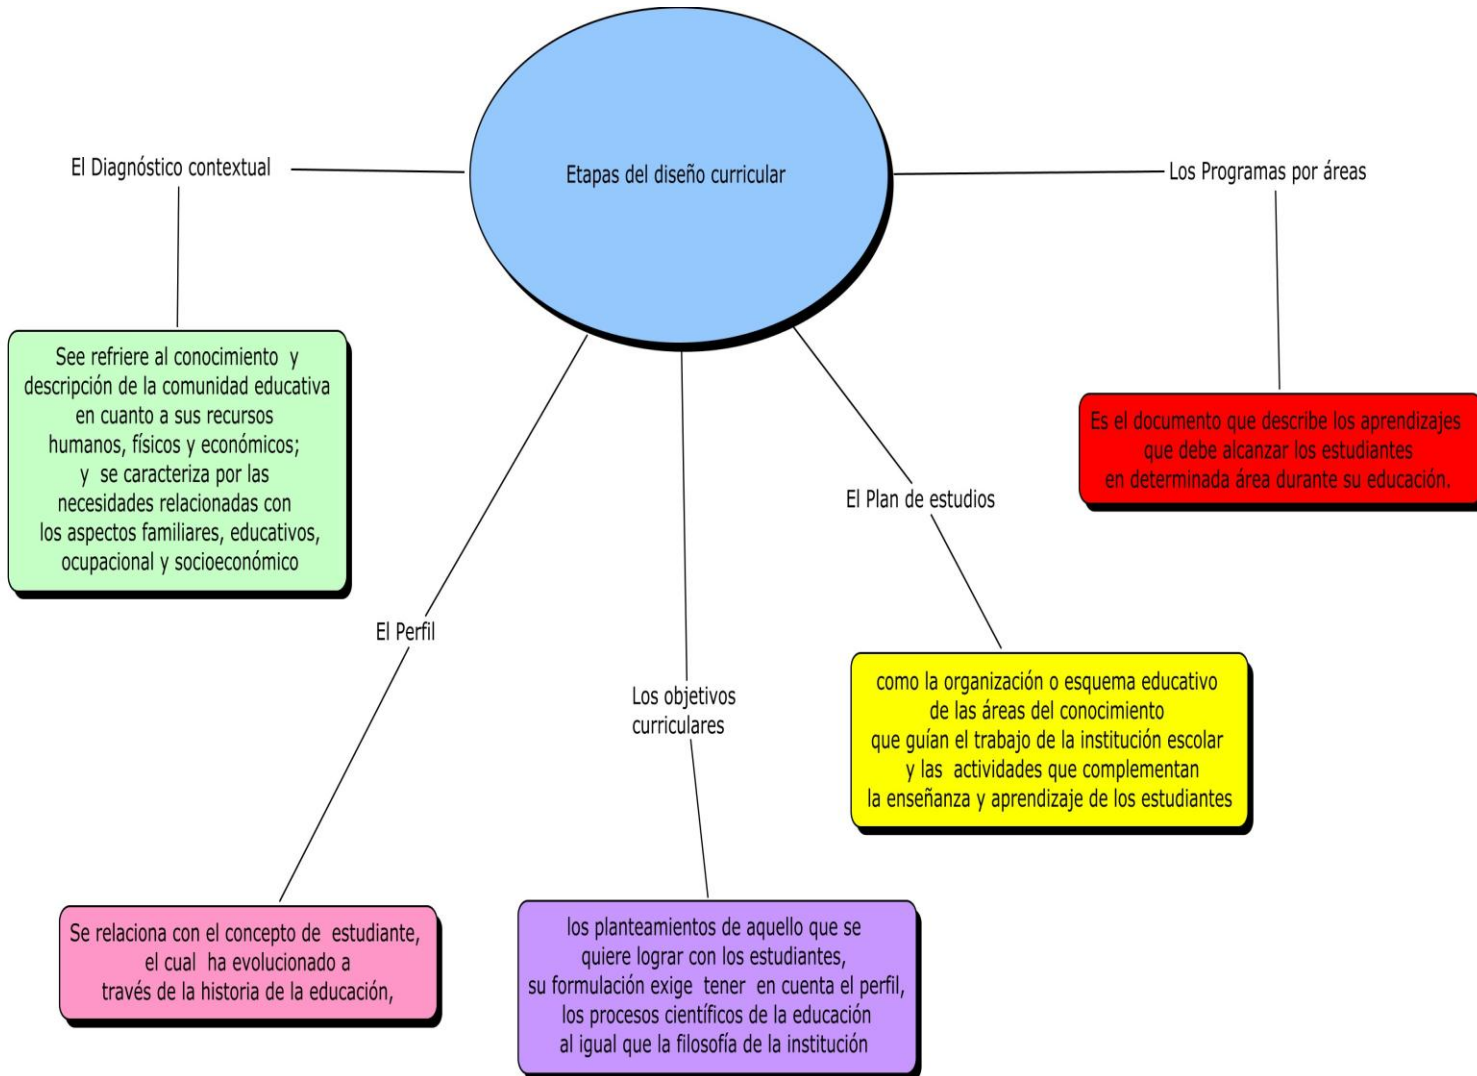 Etapas del diseño curricular
El Diagnóstico contextual
See refriere al conocimiento y
descripción de la comunidad educativa
en cuanto a sus recursos
humanos, físicos y económicos;
y se caracteriza por las
necesidades relacionadas con
los aspectos familiares, educativos,
ocupacional y socioeconómico
El Perfil
Se relaciona con el concepto de estudiante,
el cual ha evolucionado a
través de la historia de la educación,
Los objetivos
curriculares
los planteamientos de aquello que se
quiere lograr con los estudiantes,
su formulación exige tener en cuenta el perfil,
los procesos científicos de la educación
al igual que la filosofía de la institución
El Plan de estudios
como la organización o esquema educativo
de las áreas del conocimiento
que guían el trabajo de la institución escolar
y las actividades que complementan
la enseñanza y aprendizaje de los estudiantes
Los Programas por áreas
Es el documento que describe los aprendizajes
que debe alcanzar los estudiantes
en determinada área durante su educación.